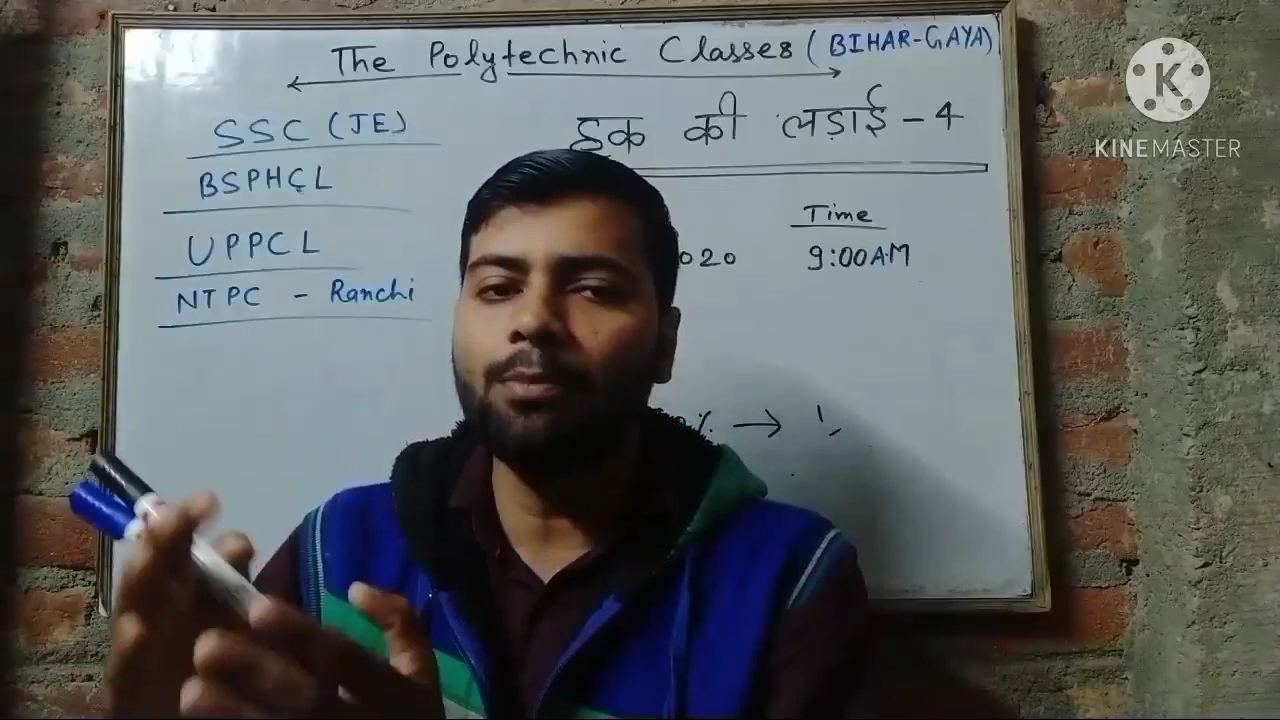 The Polytechnic Classes (BIHAR-GAYA)
SSC (JE)
हक की लड़ाई - 4
BSPHCL
UPPCL
NTPC - Ranchi
Time
020
9:00AM
% →
K
KINEMASTER